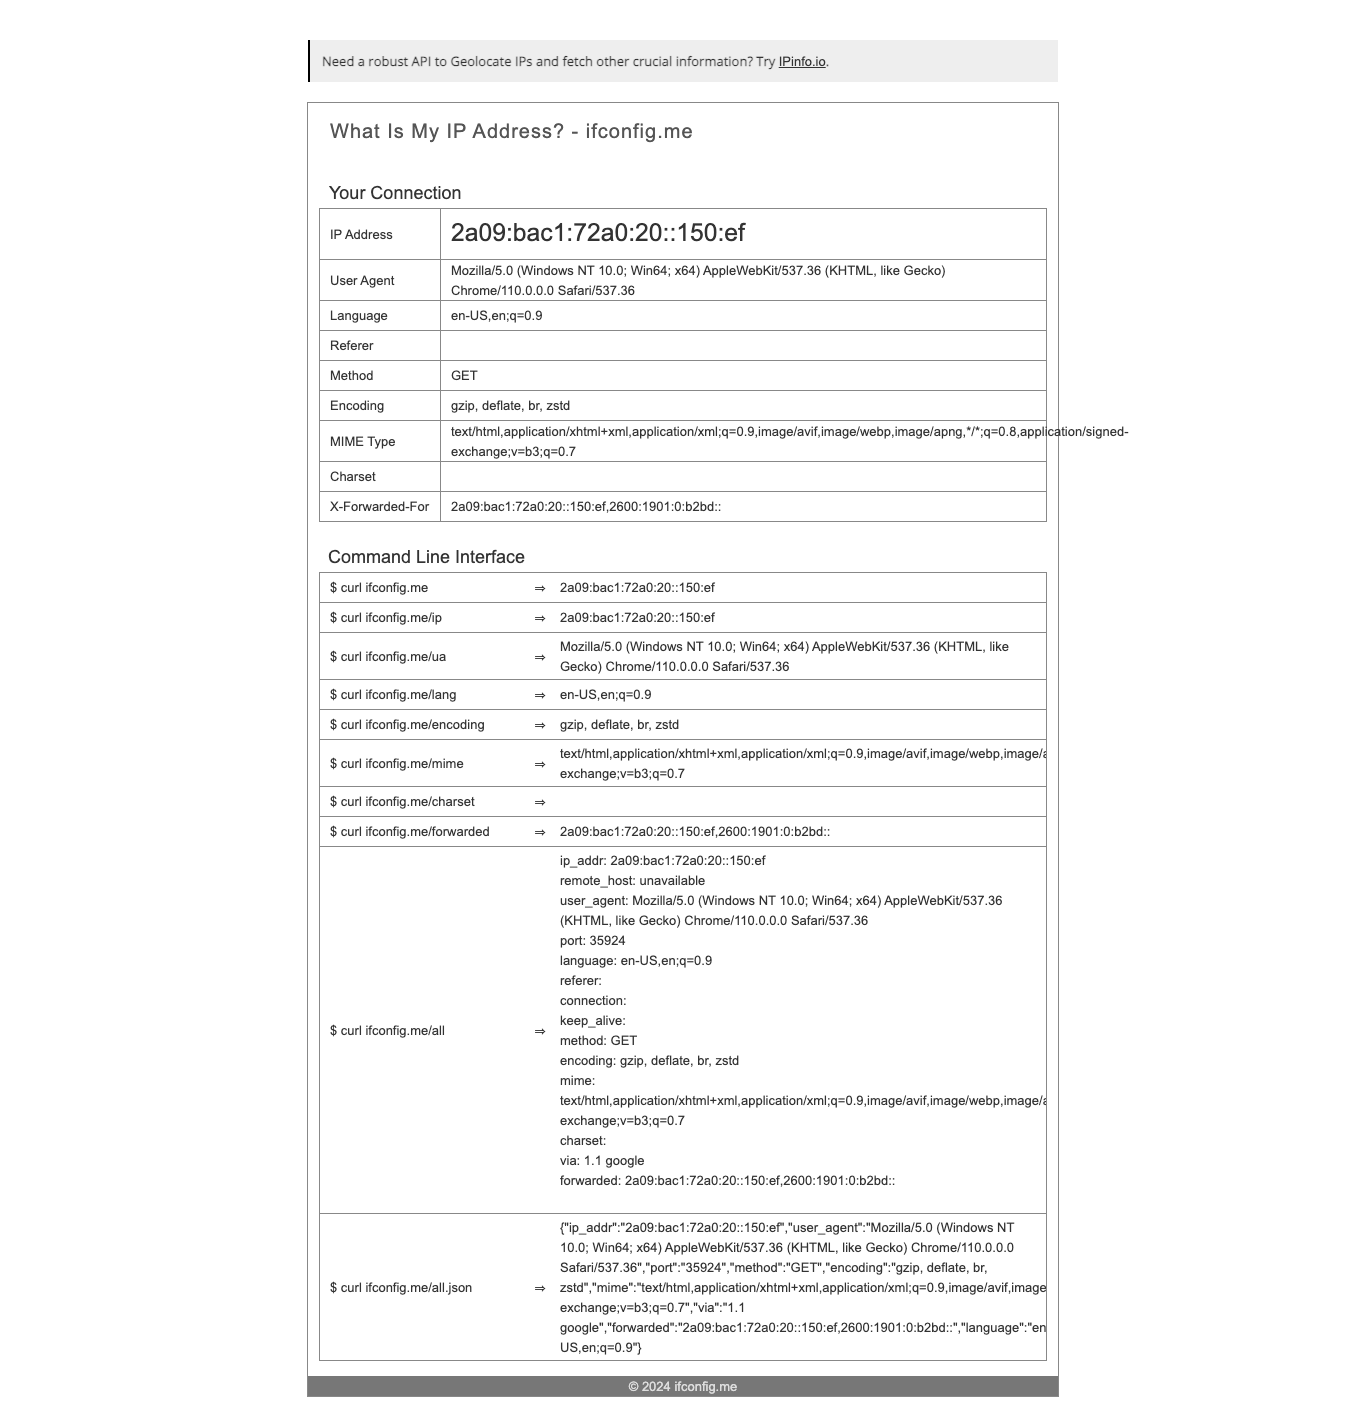 Need a robust API to Geolocate IPs and fetch other crucial information? Try IPinfo.io.
What Is My IP Address? - ifconfig.me
Your Connection
IP Address 2a09:bac1:72a0:20::150:ef
User Agent Mozilla/5.0 (Windows NT 10.0; Win64; x64) AppleWebKit/537.36 (KHTML, like Gecko)
Chrome/110.0.0.0 Safari/537.36
Language en-US,en;q=0.9
Referer
Method GET
Encoding gzip, deflate, br, zstd
MIME Type text/html,application/xhtml+xml,application/xml;q=0.9,image/avif,image/webp,image/apng,*/*;q=0.8,application/signed-
exchange;v=b3;q=0.7
Charset
X-Forwarded-For 2a09:bac1:72a0:20::150:ef,2600:1901:0:b2bd::
Command Line Interface
$ curl ifconfig.me ⇒ 2a09:bac1:72a0:20::150:ef
$ curl ifconfig.me/ip ⇒ 2a09:bac1:72a0:20::150:ef
$ curl ifconfig.me/ua ⇒ Mozilla/5.0 (Windows NT 10.0; Win64; x64) AppleWebKit/537.36 (KHTML, like
Gecko) Chrome/110.0.0.0 Safari/537.36
$ curl ifconfig.me/lang ⇒ en-US,en;q=0.9
$ curl ifconfig.me/encoding ⇒ gzip, deflate, br, zstd
$ curl ifconfig.me/mime ⇒ text/html,application/xhtml+xml,application/xml;q=0.9,image/avif,image/webp,image/a
exchange;v=b3;q=0.7
$ curl ifconfig.me/charset ⇒
$ curl ifconfig.me/forwarded ⇒ 2a09:bac1:72a0:20::150:ef,2600:1901:0:b2bd::
$ curl ifconfig.me/all ⇒ ip_addr: 2a09:bac1:72a0:20::150:ef
remote_host: unavailable
user_agent: Mozilla/5.0 (Windows NT 10.0; Win64; x64) AppleWebKit/537.36
(KHTML, like Gecko) Chrome/110.0.0.0 Safari/537.36
port: 35924
language: en-US,en;q=0.9
referer:
connection:
keep_alive:
method: GET
encoding: gzip, deflate, br, zstd
mime:
text/html,application/xhtml+xml,application/xml;q=0.9,image/avif,image/webp,image/a
exchange;v=b3;q=0.7
charset:
via: 1.1 google
forwarded: 2a09:bac1:72a0:20::150:ef,2600:1901:0:b2bd::
$ curl ifconfig.me/all.json ⇒ {"ip_addr":"2a09:bac1:72a0:20::150:ef","user_agent":"Mozilla/5.0 (Windows NT
10.0; Win64; x64) AppleWebKit/537.36 (KHTML, like Gecko) Chrome/110.0.0.0
Safari/537.36","port":"35924","method":"GET","encoding":"gzip, deflate, br,
zstd","mime":"text/html,application/xhtml+xml,application/xml;q=0.9,image/avif,image
exchange;v=b3;q=0.7","via":"1.1
google","forwarded":"2a09:bac1:72a0:20::150:ef,2600:1901:0:b2bd::","language":"en
US,en;q=0.9"}
© 2024 ifconfig.me